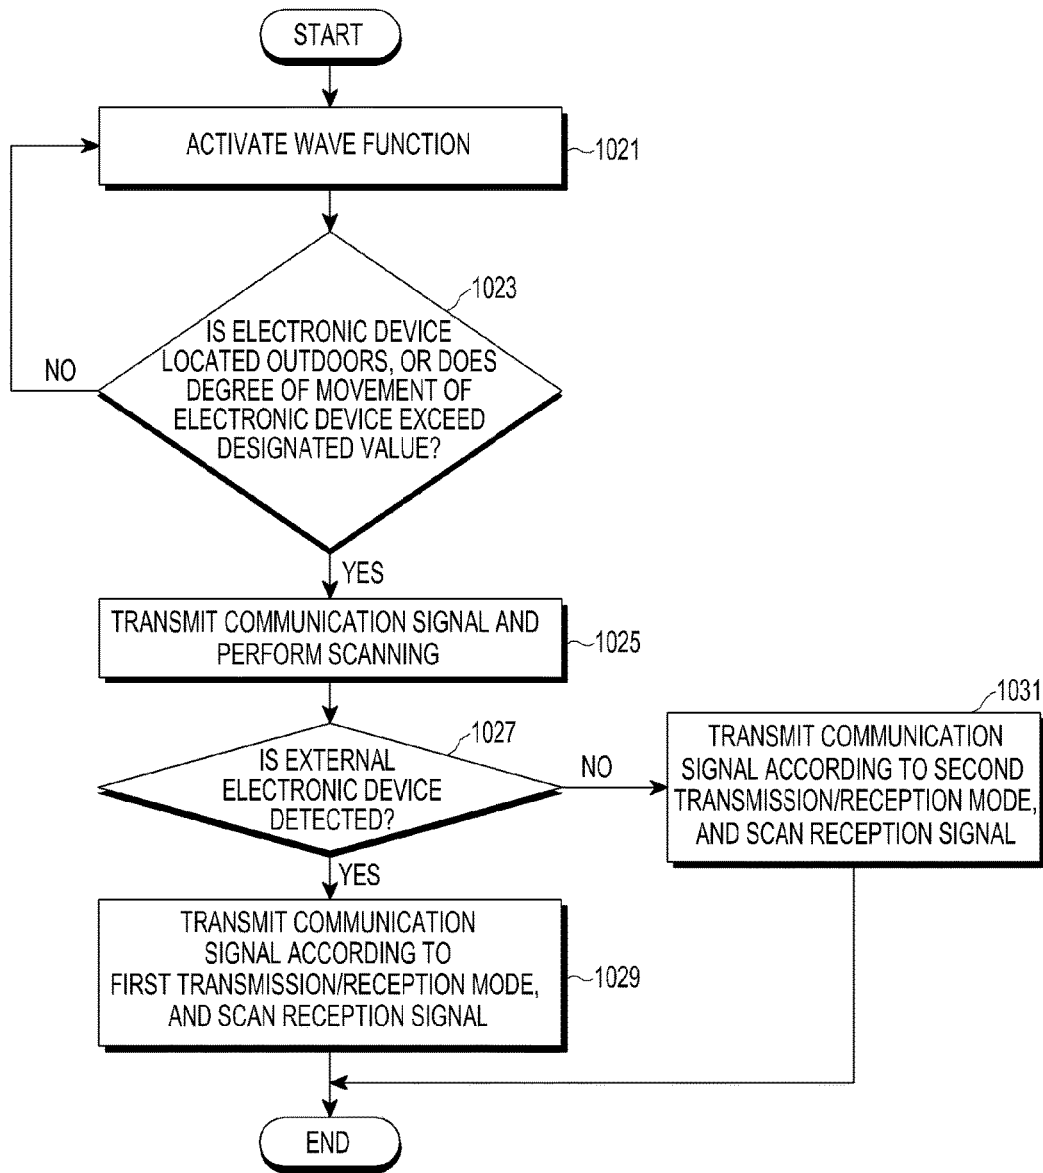 START
ACTIVATE WAVE FUNCTION
1021
1023
IS ELECTRONIC DEVICE
LOCATED OUTDOORS, OR DOES
DEGREE OF MOVEMENT OF
ELECTRONIC DEVICE EXCEED
DESIGNATED VALUE?
NO
YES
TRANSMIT COMMUNICATION SIGNAL AND
PERFORM SCANNING
1025
1027
IS EXTERNAL
ELECTRONIC DEVICE
DETECTED?
NO
1031
TRANSMIT COMMUNICATION
SIGNAL ACCORDING TO SECOND
TRANSMISSION/RECEPTION MODE,
AND SCAN RECEPTION SIGNAL
YES
TRANSMIT COMMUNICATION
SIGNAL ACCORDING TO
FIRST TRANSMISSION/RECEPTION MODE,
AND SCAN RECEPTION SIGNAL
1029
END